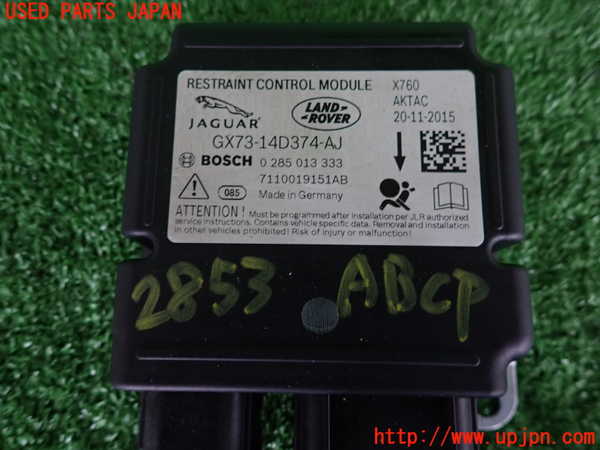 USED PARTS JAPAN
RESTRAINT CONTROL MODULE X760
AKTAC
20-11-2015
JAGUAR LAND-ROVER
GX73-14D374-AJ
BOSCH 0 285 013 333
7110019151AB
085 Made in Germany
ATTENTION ! Must be programmed after installation per JLR authorized
service instructions. Contains vehicle specific data. Removal and installation
in other vehicles prohibited! Risk of injury or malfunction!
2853 ABCP
http://www.upjpn.com/